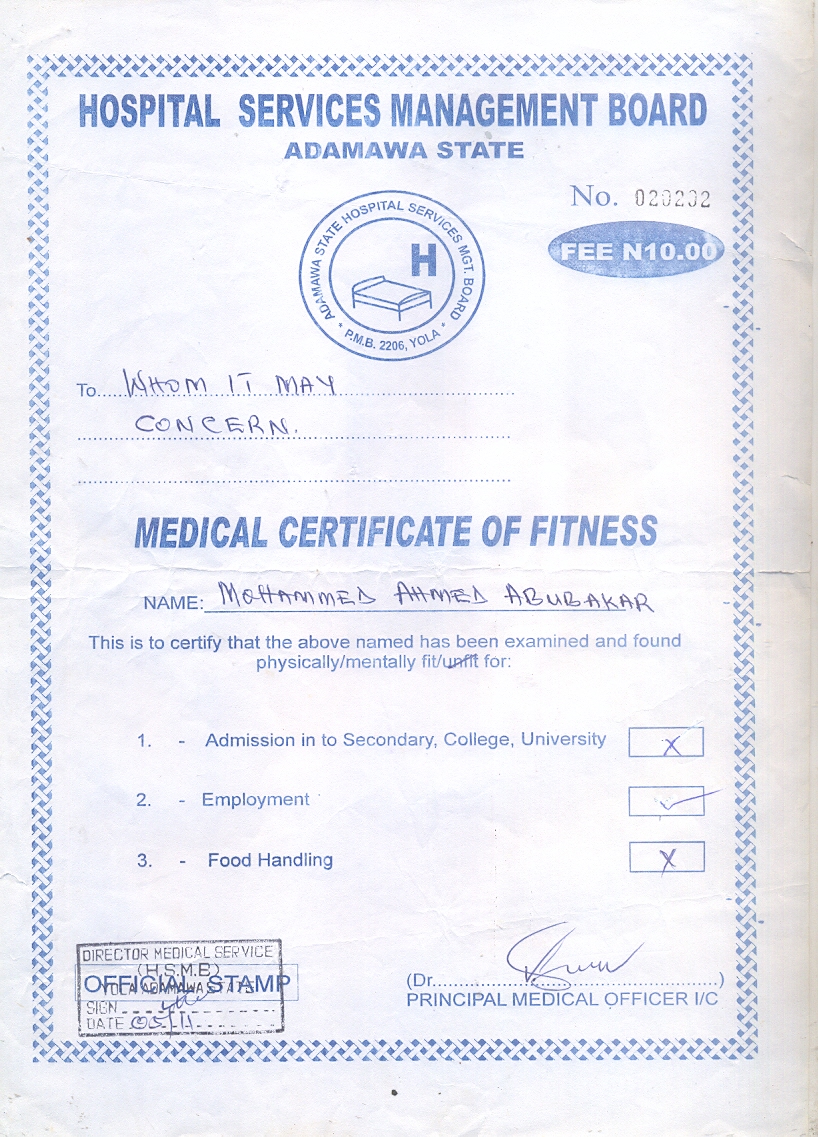 HOSPITAL SERVICES MANAGEMENT BOARD
ADAMAWA STATE
No. 020202
FEE N10.00
ADAMAWA STATE HOSPITAL SERVICES MGT. BOARD
H
* P.M.B. 2206, YOLA *
To WHOM IT MAY
CONCERN.
MEDICAL CERTIFICATE OF FITNESS
NAME: MOHAMMED AHMED ABUBAKAR
This is to certify that the above named has been examined and found
physically/mentally fit/unfit for:
1. - Admission in to Secondary, College, University X
2. - Employment ✓
3. - Food Handling X
DIRECTOR MEDICAL SERVICE
(H.S.M.B)
OFFICIAL STAMP
YOLA ADAMAWA STATE
SIGN
DATE 05/11
(Dr.)
PRINCIPAL MEDICAL OFFICER I/C